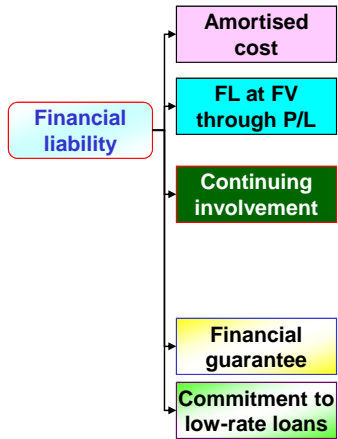 Amortised
cost
FL at FV
through P/L
Financial
liability
Continuing
involvement
Financial
guarantee
Commitment to
low-rate loans